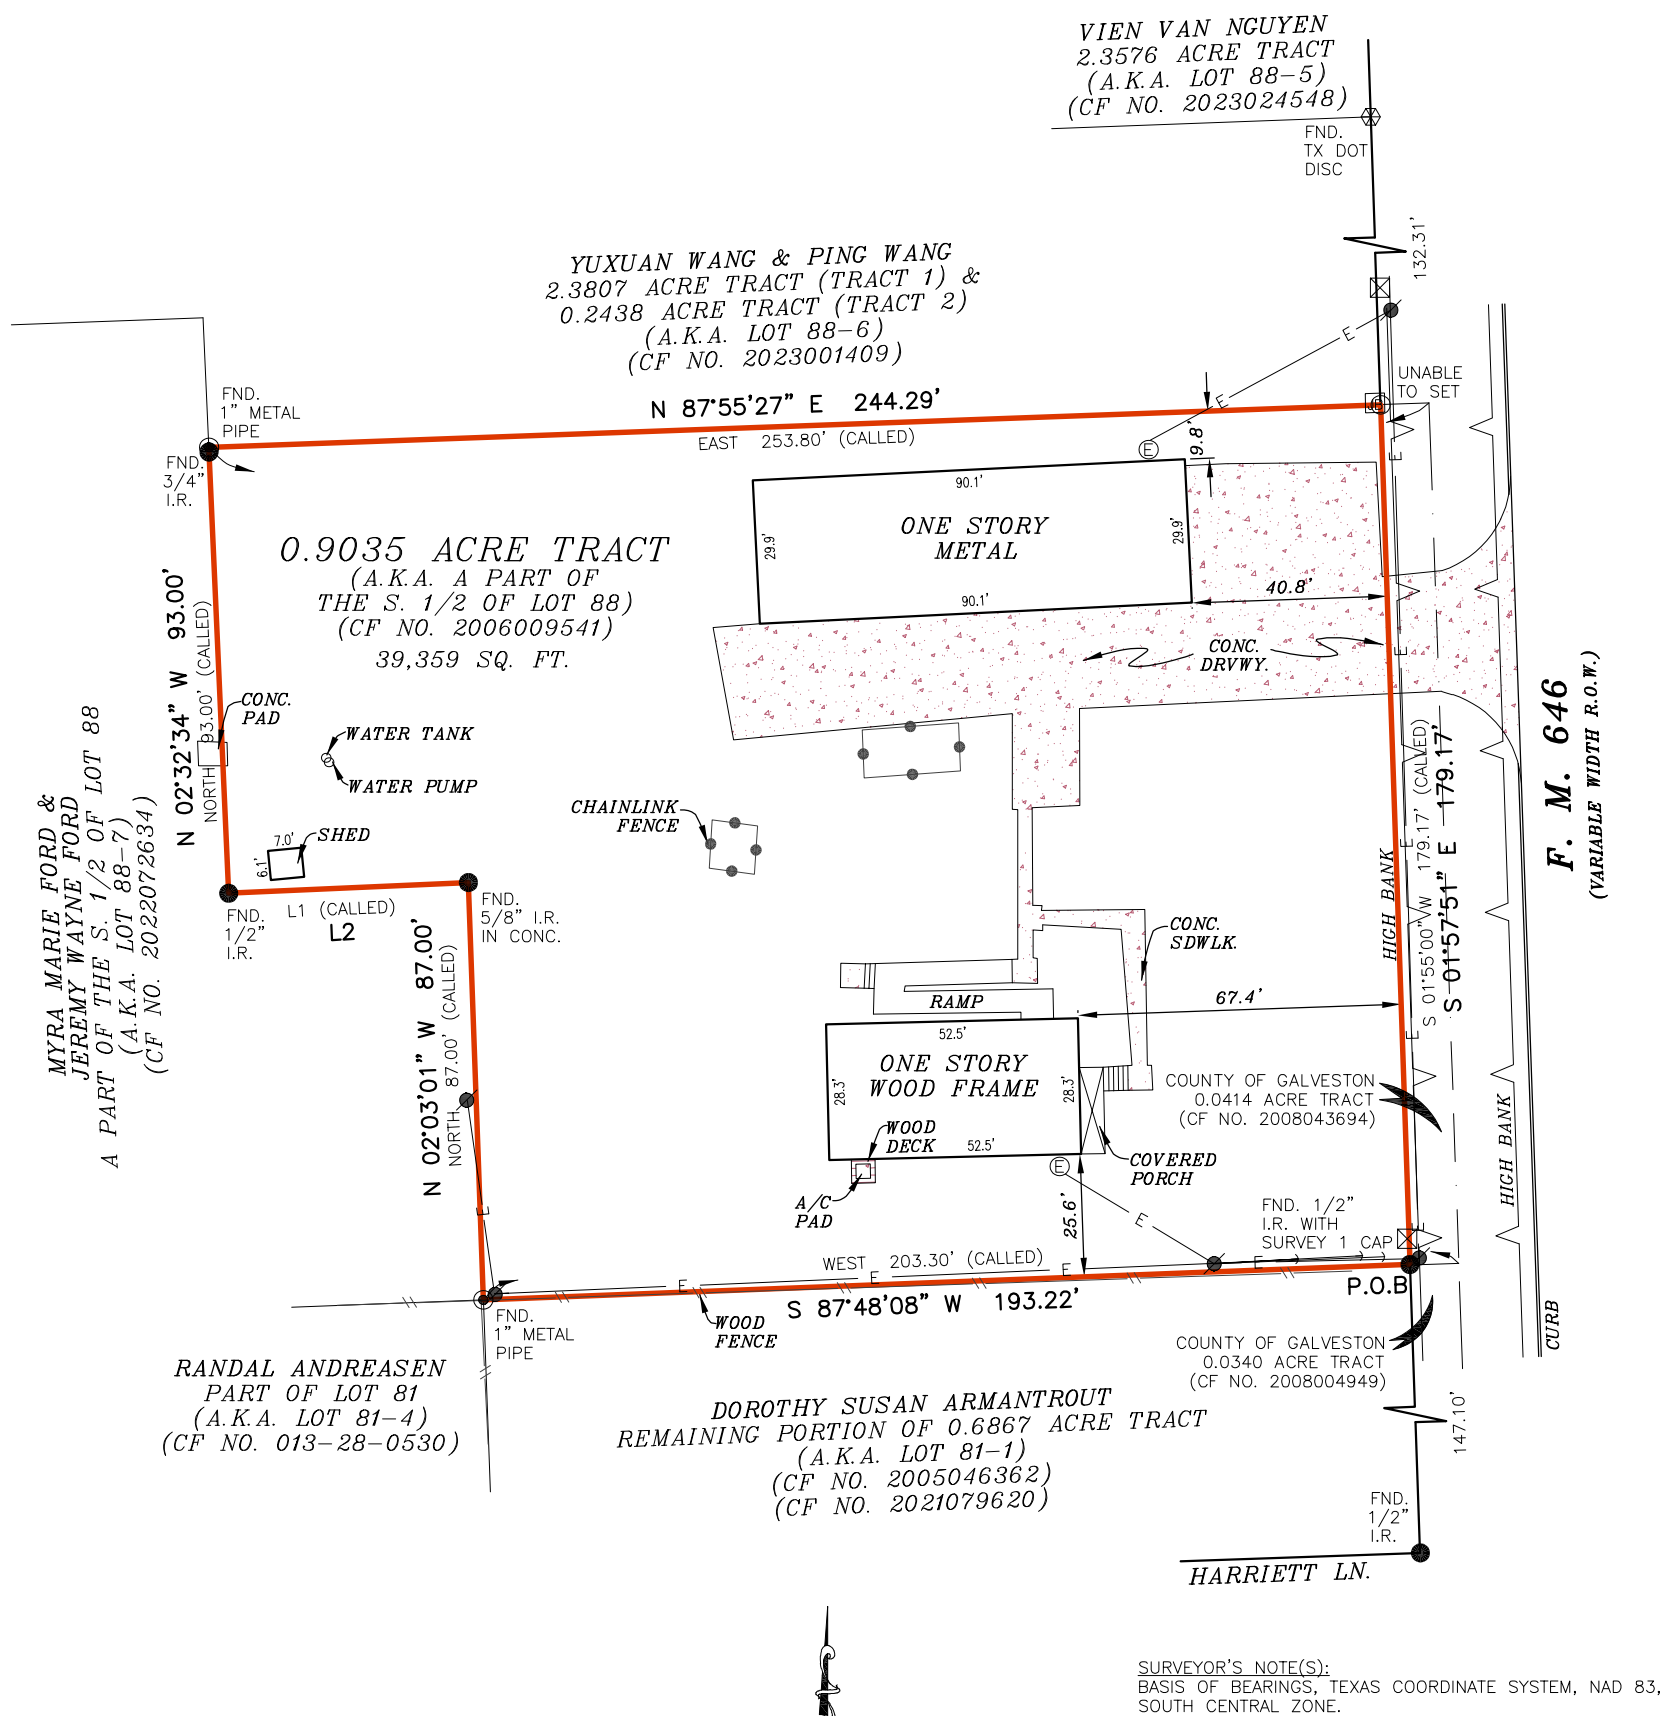 VIEN VAN NGUYEN
2.3576 ACRE TRACT
(A.K.A. LOT 88-5)
(CF NO. 2023024548)
FND.
TX DOT
DISC
132.31'
YUXUAN WANG & PING WANG
2.3807 ACRE TRACT (TRACT 1) &
0.2438 ACRE TRACT (TRACT 2)
(A.K.A. LOT 88-6)
(CF NO. 2023001409)
UNABLE
TO SET
FND.
1" METAL
PIPE
N 87°55'27" E 244.29'
EAST 253.80' (CALLED)
FND.
3/4"
I.R.
E
E
E
E
9.8'
90.1'
ONE STORY
METAL
29.9'
29.9'
90.1'
40.8'
0.9035 ACRE TRACT
(A.K.A. A PART OF
THE S. 1/2 OF LOT 88)
(CF NO. 2006009541)
39,359 SQ. FT.
N 02°32'34" W 93.00'
NORTH 93.00' (CALLED)
CONC.
DRVWY.
E
CONC.
PAD
WATER TANK
WATER PUMP
F. M. 646
(VARIABLE WIDTH R.O.W.)
MYRA MARIE FORD &
JEREMY WAYNE FORD
A PART OF THE S. 1/2 OF LOT 88
(A.K.A. LOT 88-7)
(CF NO. 2022072634)
CHAINLINK
FENCE
7.0'
6.1'
SHED
HIGH BANK
E
S 01°55'00" W 179.17' (CALLED)
S 01°57'51" E 179.17'
FND.
1/2"
I.R.
L1 (CALLED)
L2
FND.
5/8" I.R.
IN CONC.
N 02°03'01" W 87.00'
NORTH 87.00' (CALLED)
CONC.
SDWLK.
RAMP
67.4'
E
52.5'
ONE STORY
WOOD FRAME
28.3'
28.3'
52.5'
WOOD
DECK
COUNTY OF GALVESTON
0.0414 ACRE TRACT
(CF NO. 2008043694)
HIGH BANK
COVERED
PORCH
E
A/C
PAD
25.6'
E
E
FND. 1/2"
I.R. WITH
SURVEY 1 CAP
E
WEST 203.30' (CALLED)
E
E
E
E
P.O.B
S 87°48'08" W 193.22'
FND.
1" METAL
PIPE
WOOD
FENCE
CURB
COUNTY OF GALVESTON
0.0340 ACRE TRACT
(CF NO. 2008004949)
RANDAL ANDREASEN
PART OF LOT 81
(A.K.A. LOT 81-4)
(CF NO. 013-28-0530)
DOROTHY SUSAN ARMANTROUT
REMAINING PORTION OF 0.6867 ACRE TRACT
(A.K.A. LOT 81-1)
(CF NO. 2005046362)
(CF NO. 2021079620)
147.10'
FND.
1/2"
I.R.
HARRIETT LN.
SURVEYOR'S NOTE(S):
BASIS OF BEARINGS, TEXAS COORDINATE SYSTEM, NAD 83,
SOUTH CENTRAL ZONE.